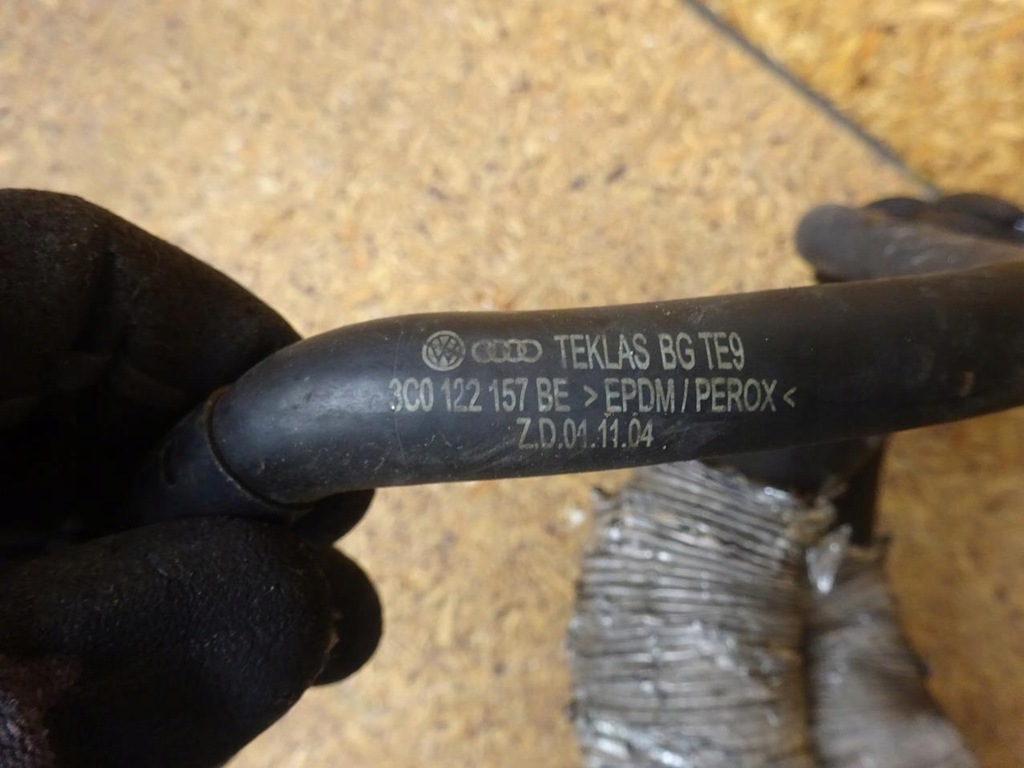 TEKLAS BG TE9
3C0 122 157 BE >EPDM / PEROX<
Z.D.01.11.04